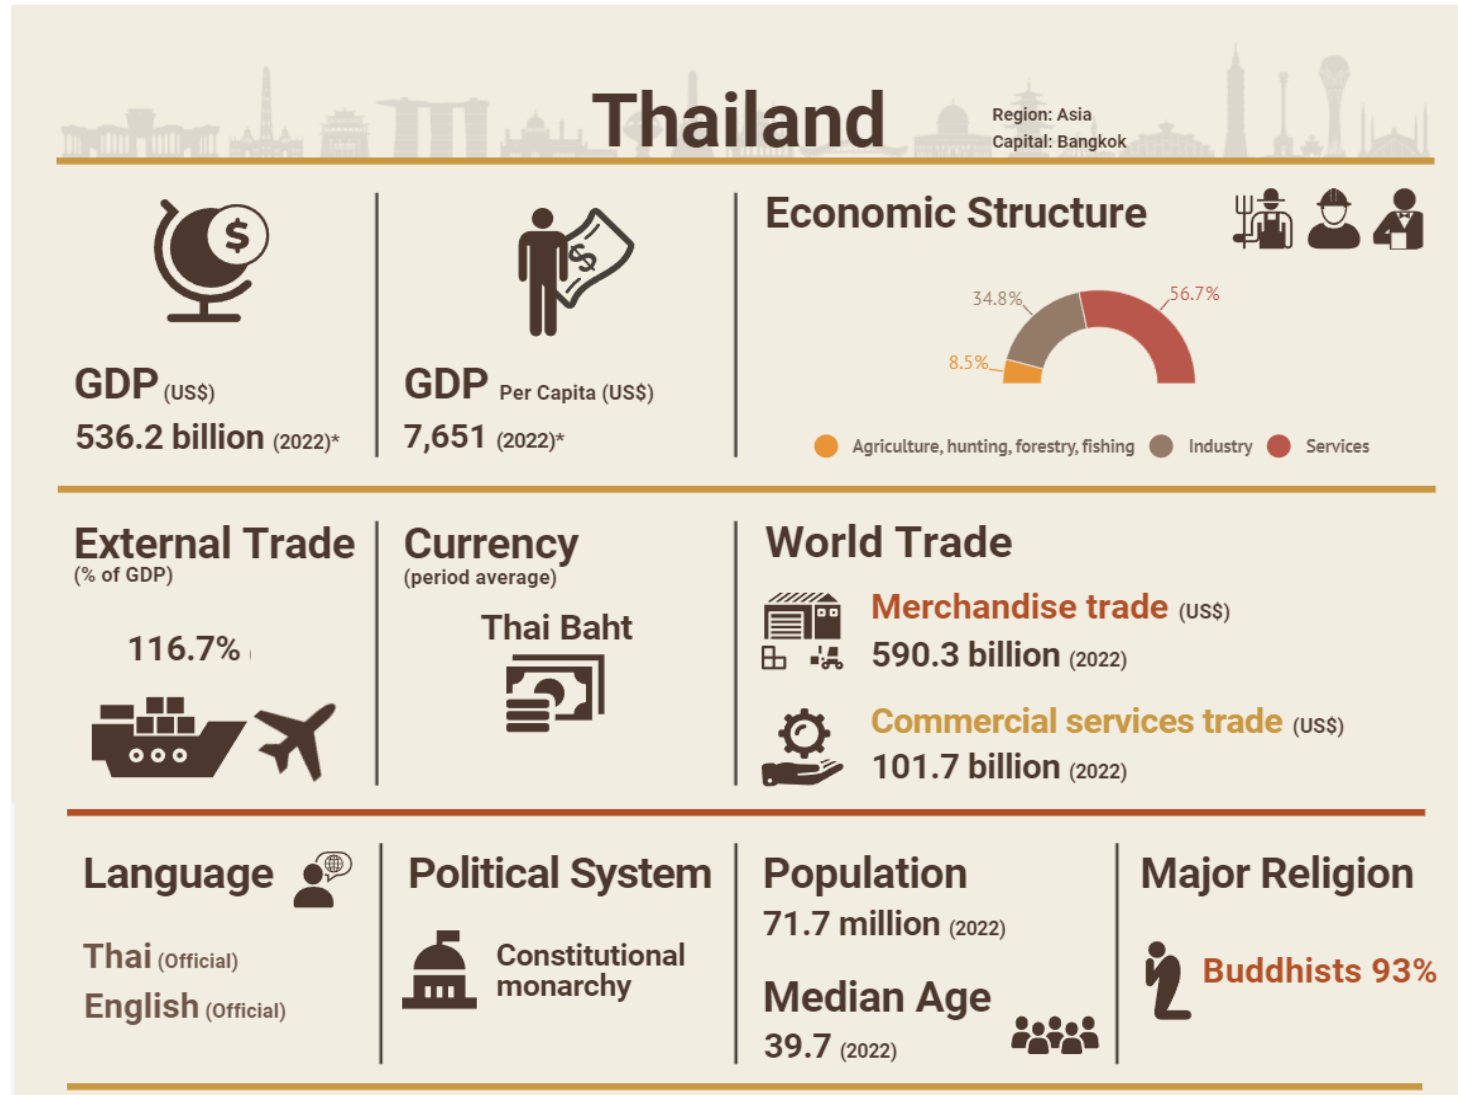 Thailand
Region: Asia
Capital: Bangkok
GDP (US$)
536.2 billion (2022)*
GDP Per Capita (US$)
7,651 (2022)*
Economic Structure
34.8%
56.7%
8.5%
Agriculture, hunting, forestry, fishing
Industry
Services
External Trade
(% of GDP)
116.7%
Currency
(period average)
Thai Baht
World Trade
Merchandise trade (US$)
590.3 billion (2022)
Commercial services trade (US$)
101.7 billion (2022)
Language
Thai (Official)
English (Official)
Political System
Constitutional
monarchy
Population
71.7 million (2022)
Median Age
39.7 (2022)
Major Religion
Buddhists 93%